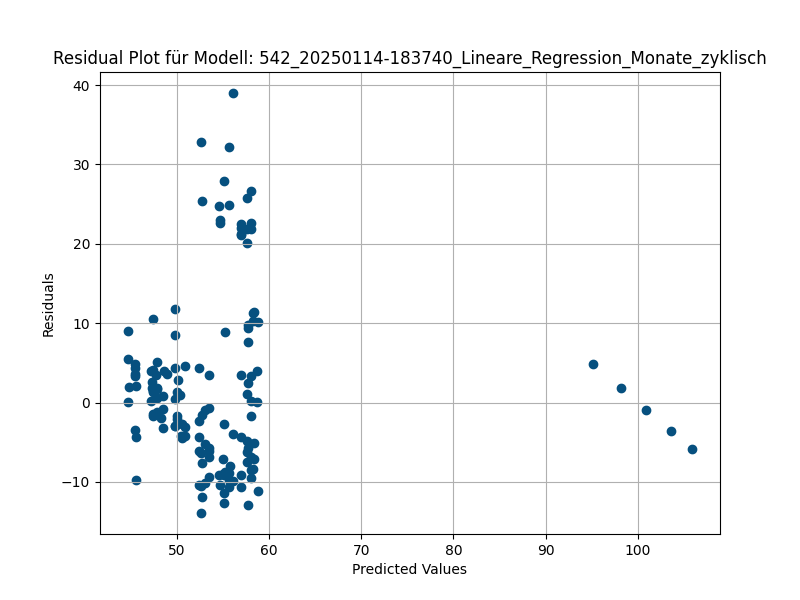 Residual Plot für Modell: 542_20250114-183740_Lineare_Regression_Monate_zyklisch
40
30
20
10
0
−10
Residuals
50 60 70 80 90 100
Predicted Values